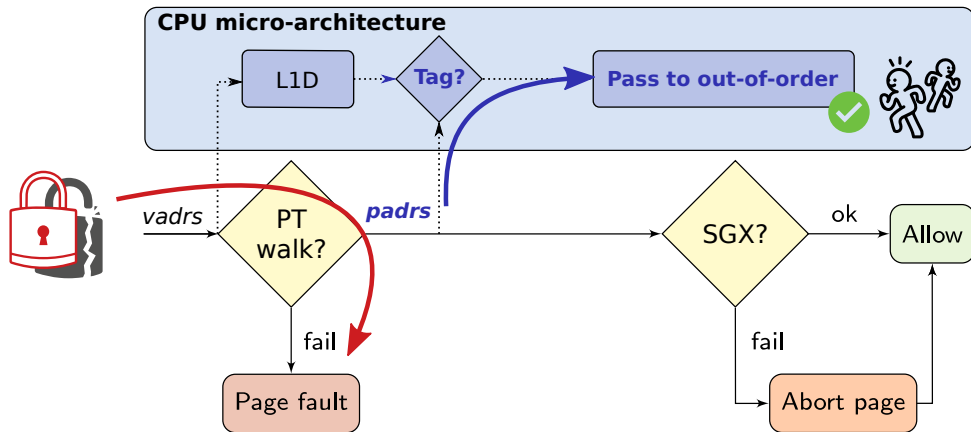 CPU micro-architecture
L1D
Tag?
Pass to out-of-order
vadrs
PT
walk?
padrs
SGX?
ok
Allow
fail
fail
Page fault
Abort page